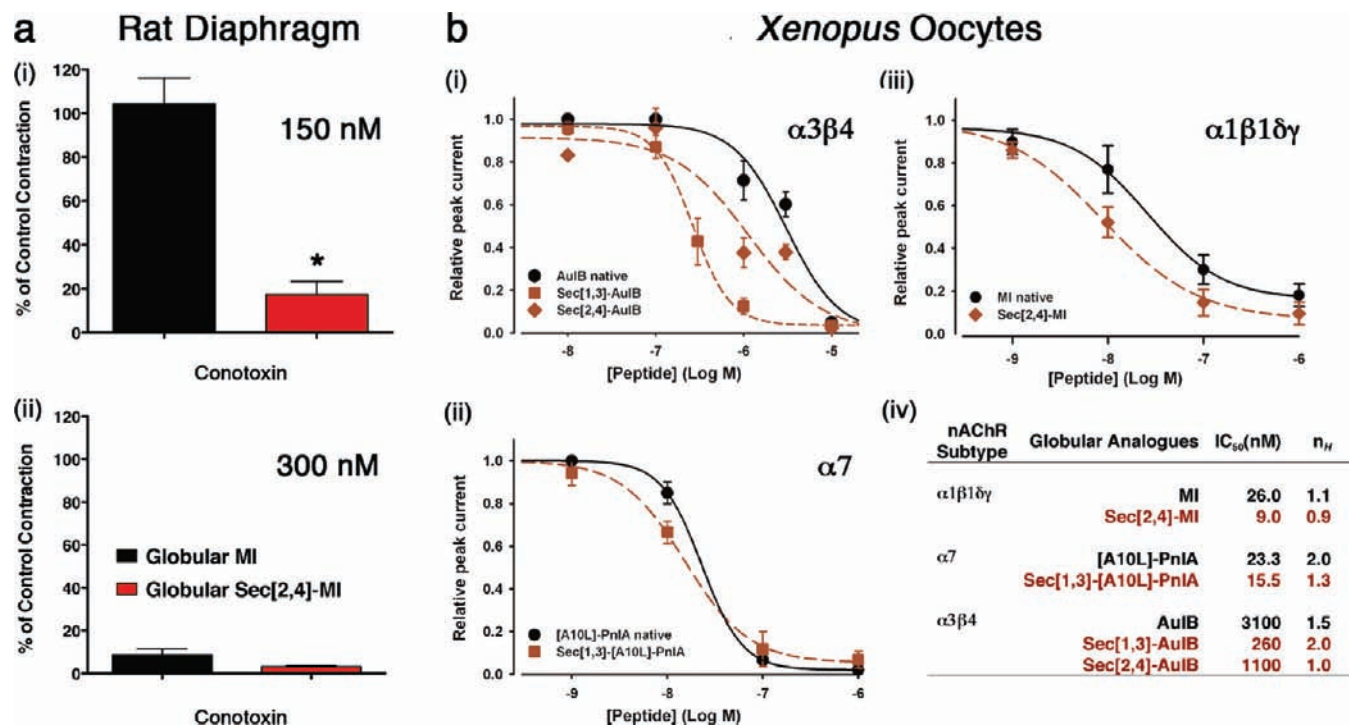 a Rat Diaphragm
b Xenopus Oocytes
(i)
120
100
80
60
40
20
0
% of Control Contraction
150 nM
*
Conotoxin
(ii)
120
100
80
60
40
20
0
% of Control Contraction
300 nM
Globular MI
Globular Sec[2,4]-MI
Conotoxin
(i)
1.0
0.8
0.6
0.4
0.2
0.0
Relative peak current
α3β4
AuIB native
Sec[1,3]-AuIB
Sec[2,4]-AuIB
-8 -7 -6 -5
[Peptide] (Log M)
(ii)
1.0
0.8
0.6
0.4
0.2
0.0
Relative peak current
α7
[A10L]-PnIA native
Sec[1,3]-[A10L]-PnIA
-9 -8 -7 -6
[Peptide] (Log M)
(iii)
1.0
0.8
0.6
0.4
0.2
0.0
Relative peak current
α1β1δγ
MI native
Sec[2,4]-MI
-9 -8 -7 -6
[Peptide] (Log M)
(iv)
nAChR
Subtype Globular Analogues IC50(nM) nH
α1β1δγ MI 26.0 1.1
Sec[2,4]-MI 9.0 0.9
α7 [A10L]-PnIA 23.3 2.0
Sec[1,3]-[A10L]-PnIA 15.5 1.3
α3β4 AuIB 3100 1.5
Sec[1,3]-AuIB 260 2.0
Sec[2,4]-AuIB 1100 1.0